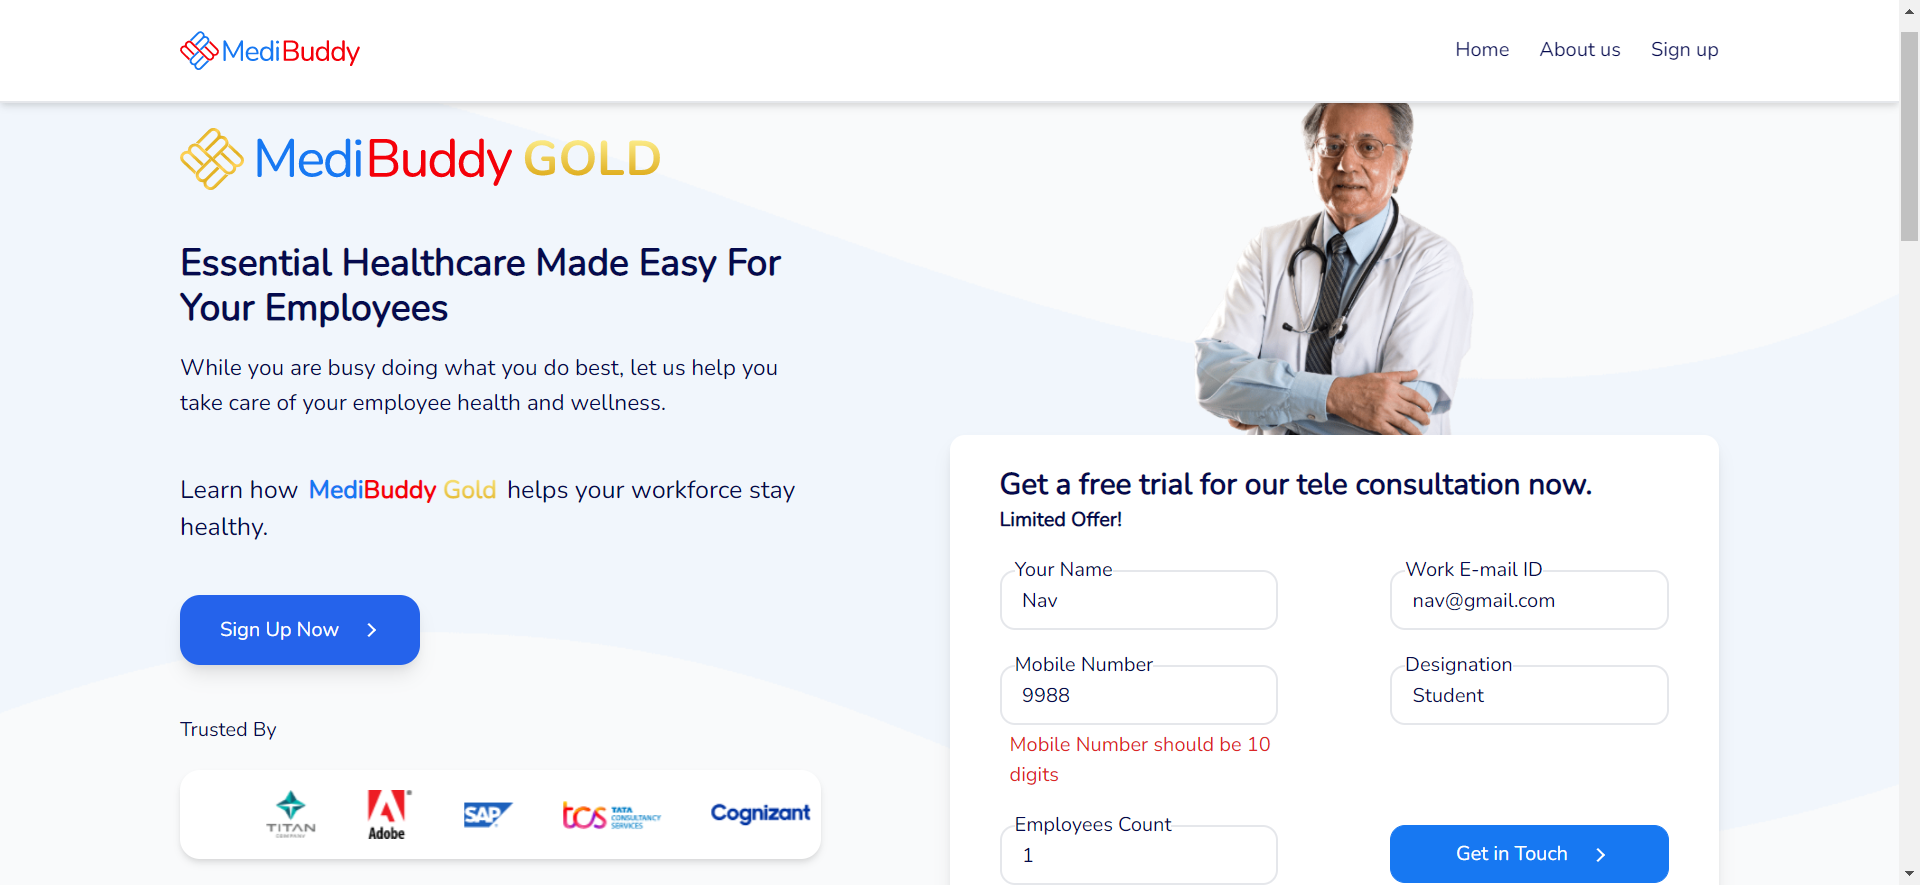 MediBuddy
Home
About us
Sign up
MediBuddy GOLD
Essential Healthcare Made Easy For
Your Employees
While you are busy doing what you do best, let us help you
take care of your employee health and wellness.
Learn how MediBuddy Gold helps your workforce stay
healthy.
Sign Up Now
Trusted By
TITAN
COMPANY
Adobe
SAP
tcs TATA
CONSULTANCY
SERVICES
Cognizant
Get a free trial for our tele consultation now.
Limited Offer!
Your Name
Nav
Work E-mail ID
nav@gmail.com
Mobile Number
9988
Designation
Student
Mobile Number should be 10
digits
Employees Count
1
Get in Touch